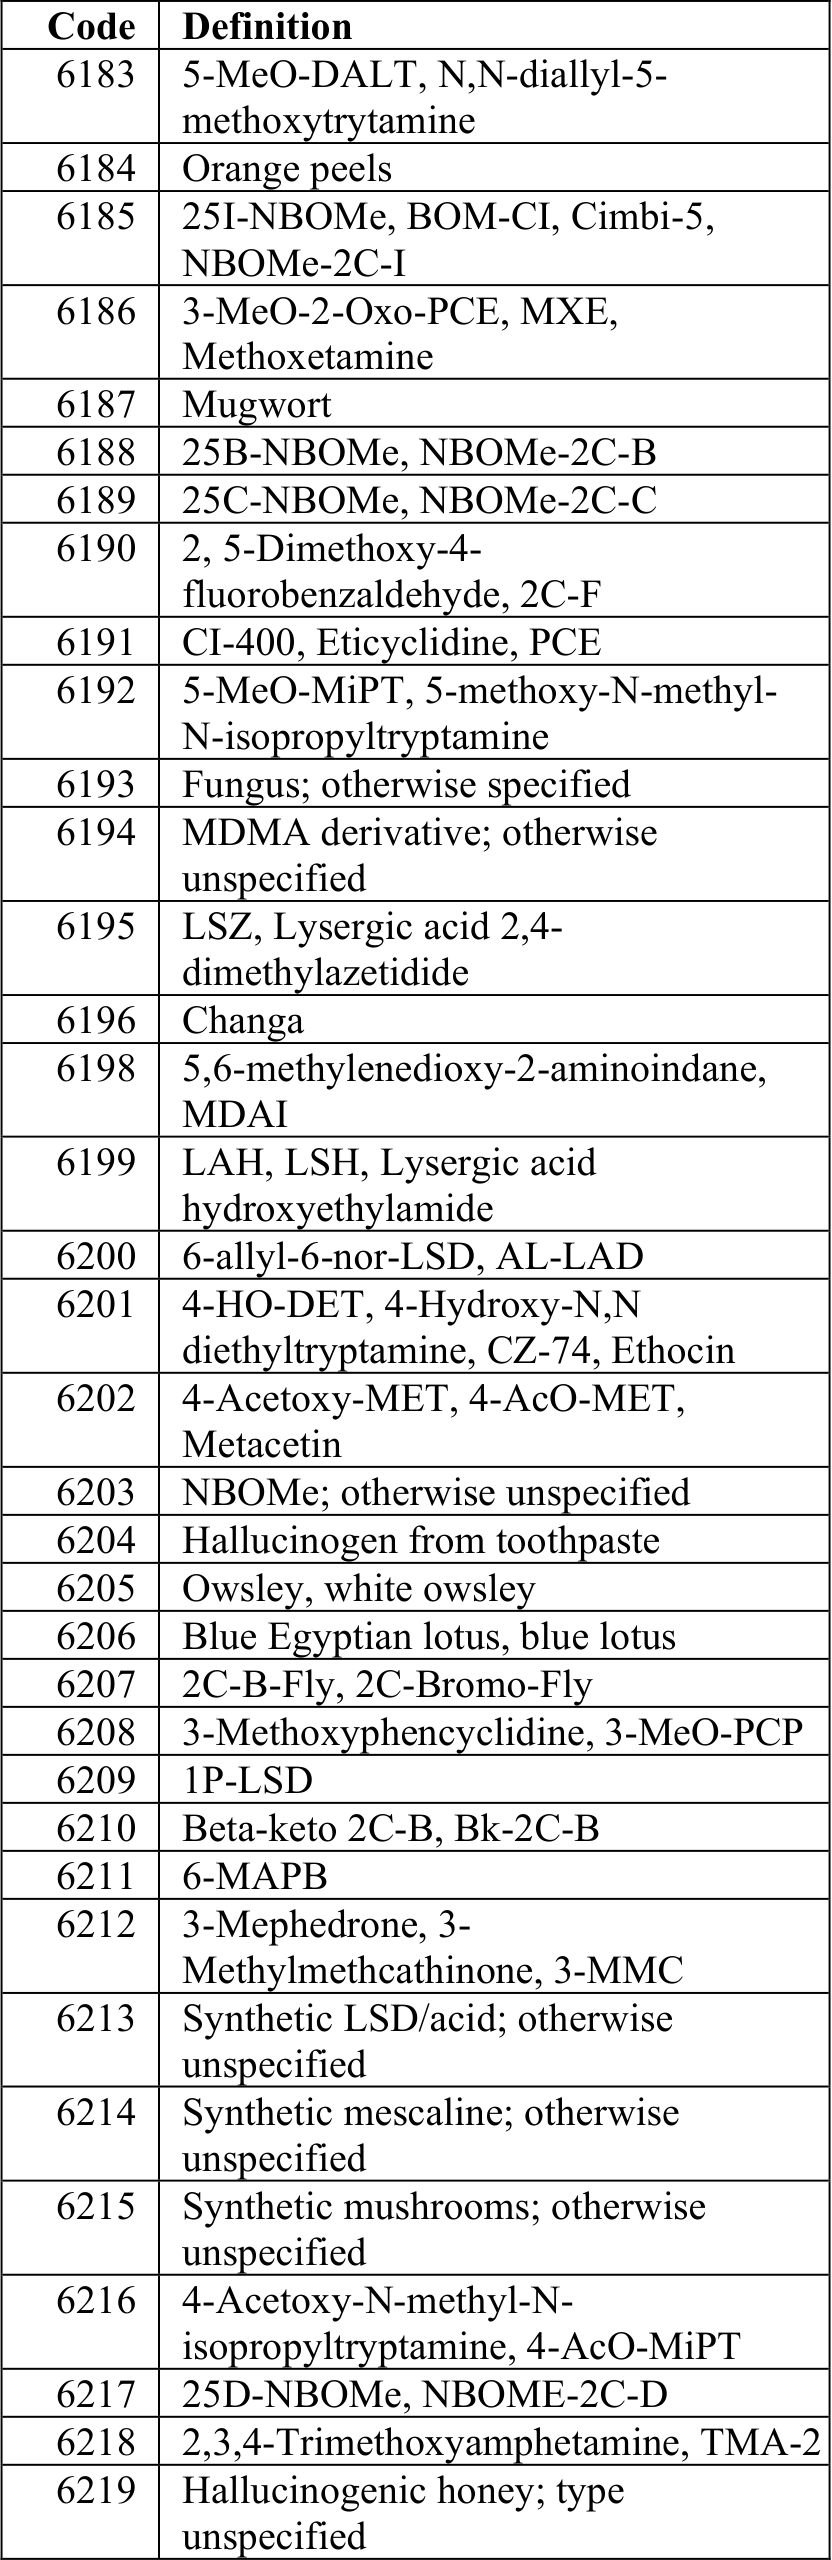 Code Definition
6183 5-MeO-DALT, N,N-diallyl-5-
methoxytrytamine
6184 Orange peels
6185 25I-NBOMe, BOM-CI, Cimbi-5,
NBOMe-2C-I
6186 3-MeO-2-Oxo-PCE, MXE,
Methoxetamine
6187 Mugwort
6188 25B-NBOMe, NBOMe-2C-B
6189 25C-NBOMe, NBOMe-2C-C
6190 2, 5-Dimethoxy-4-
fluorobenzaldehyde, 2C-F
6191 CI-400, Eticyclidine, PCE
6192 5-MeO-MiPT, 5-methoxy-N-methyl-
N-isopropyltryptamine
6193 Fungus; otherwise specified
6194 MDMA derivative; otherwise
unspecified
6195 LSZ, Lysergic acid 2,4-
dimethylazetidide
6196 Changa
6198 5,6-methylenedioxy-2-aminoindane,
MDAI
6199 LAH, LSH, Lysergic acid
hydroxyethylamide
6200 6-allyl-6-nor-LSD, AL-LAD
6201 4-HO-DET, 4-Hydroxy-N,N
diethyltryptamine, CZ-74, Ethocin
6202 4-Acetoxy-MET, 4-AcO-MET,
Metacetin
6203 NBOMe; otherwise unspecified
6204 Hallucinogen from toothpaste
6205 Owsley, white owsley
6206 Blue Egyptian lotus, blue lotus
6207 2C-B-Fly, 2C-Bromo-Fly
6208 3-Methoxyphencyclidine, 3-MeO-PCP
6209 1P-LSD
6210 Beta-keto 2C-B, Bk-2C-B
6211 6-MAPB
6212 3-Mephedrone, 3-
Methylmethcathinone, 3-MMC
6213 Synthetic LSD/acid; otherwise
unspecified
6214 Synthetic mescaline; otherwise
unspecified
6215 Synthetic mushrooms; otherwise
unspecified
6216 4-Acetoxy-N-methyl-N-
isopropyltryptamine, 4-AcO-MiPT
6217 25D-NBOMe, NBOME-2C-D
6218 2,3,4-Trimethoxyamphetamine, TMA-2
6219 Hallucinogenic honey; type
unspecified